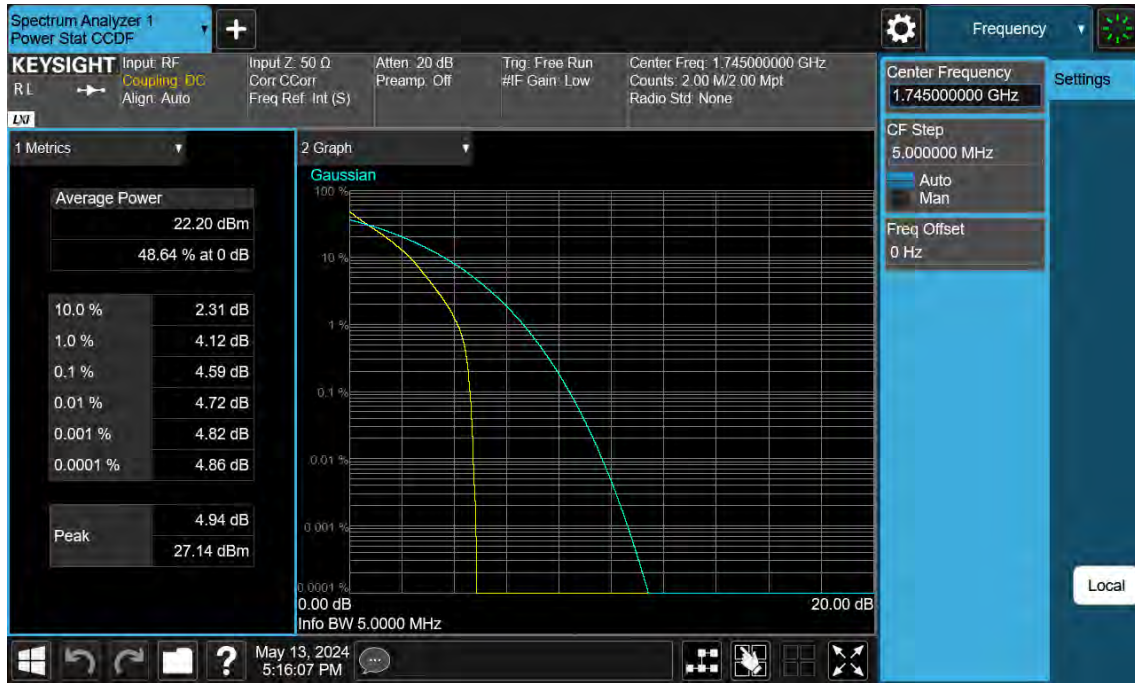 Spectrum Analyzer 1
Power Stat CCDF
Frequency
KEYSIGHT
R L
LXI
Input: RF
Coupling: DC
Align: Auto
Input Z: 50 Ω
Corr CCorr
Freq Ref: Int (S)
Atten: 20 dB
Preamp: Off
Trig: Free Run
#IF Gain: Low
Center Freq: 1.745000000 GHz
Counts: 2.00 M/2.00 Mpt
Radio Std: None
Center Frequency
1.745000000 GHz
Settings
CF Step
5.000000 MHz
Auto
Man
Freq Offset
0 Hz
Local
1 Metrics
Average Power
22.20 dBm
48.64 % at 0 dB
10.0 % 2.31 dB
1.0 % 4.12 dB
0.1 % 4.59 dB
0.01 % 4.72 dB
0.001 % 4.82 dB
0.0001 % 4.86 dB
Peak 4.94 dB
27.14 dBm
2 Graph
Gaussian
100 %
10 %
1 %
0.1 %
0.01 %
0.001 %
0.0001 %
0.00 dB 20.00 dB
Info BW 5.0000 MHz
?
May 13, 2024
5:16:07 PM